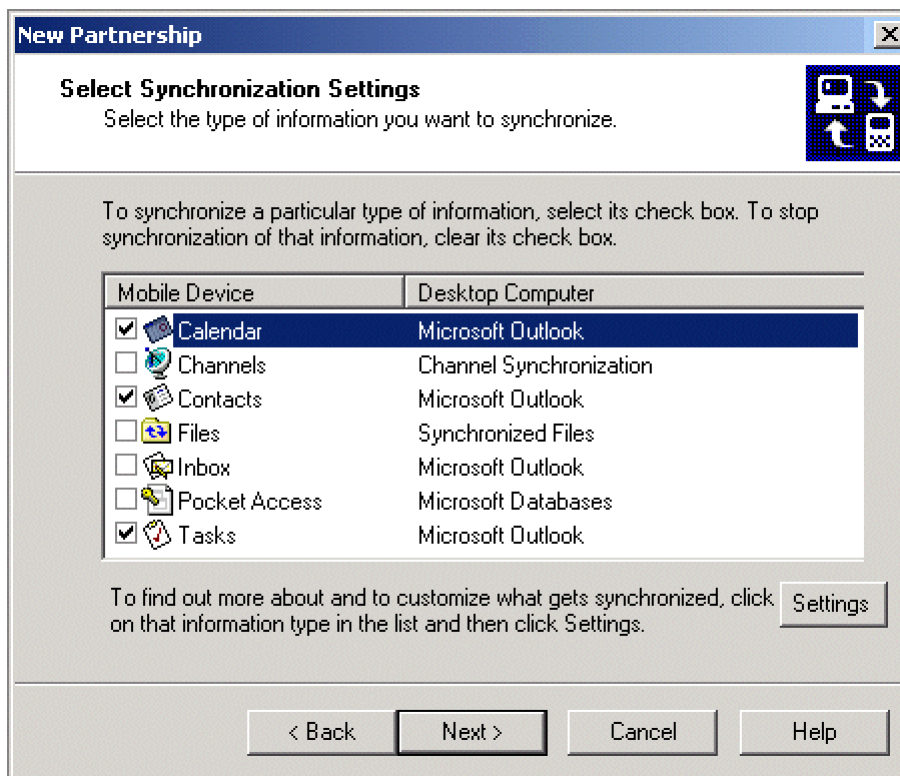 New Partnership
Select Synchronization Settings
Select the type of information you want to synchronize.
To synchronize a particular type of information, select its check box. To stop
synchronization of that information, clear its check box.
Mobile Device Desktop Computer
Calendar Microsoft Outlook
Channels Channel Synchronization
Contacts Microsoft Outlook
Files Synchronized Files
Inbox Microsoft Outlook
Pocket Access Microsoft Databases
Tasks Microsoft Outlook
To find out more about and to customize what gets synchronized, click
on that information type in the list and then click Settings.
Settings
< Back Next > Cancel Help